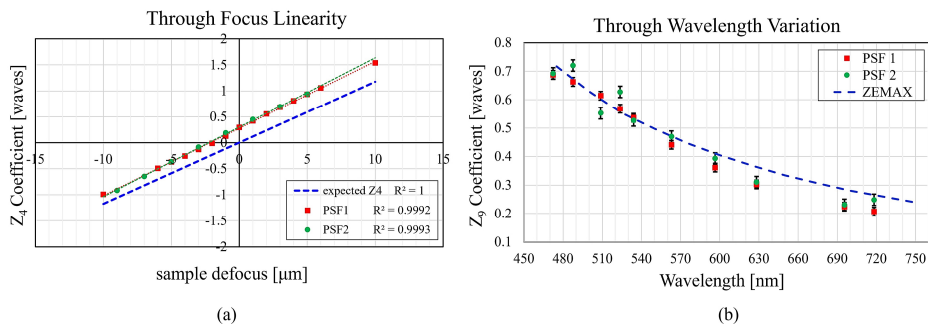 Through Focus Linearity
Z4 Coefficient [waves]
2
1.5
1
0.5
0
-0.5
-1
-1.5
-2
-15
-10
-5
0
5
10
15
expected Z4 R² = 1
PSF1 R² = 0.9992
PSF2 R² = 0.9993
sample defocus [μm]
(a)
Through Wavelength Variation
Z9 Coefficient [waves]
0.8
0.7
0.6
0.5
0.4
0.3
0.2
0.1
PSF 1
PSF 2
ZEMAX
450 480 510 540 570 600 630 660 690 720 750
Wavelength [nm]
(b)